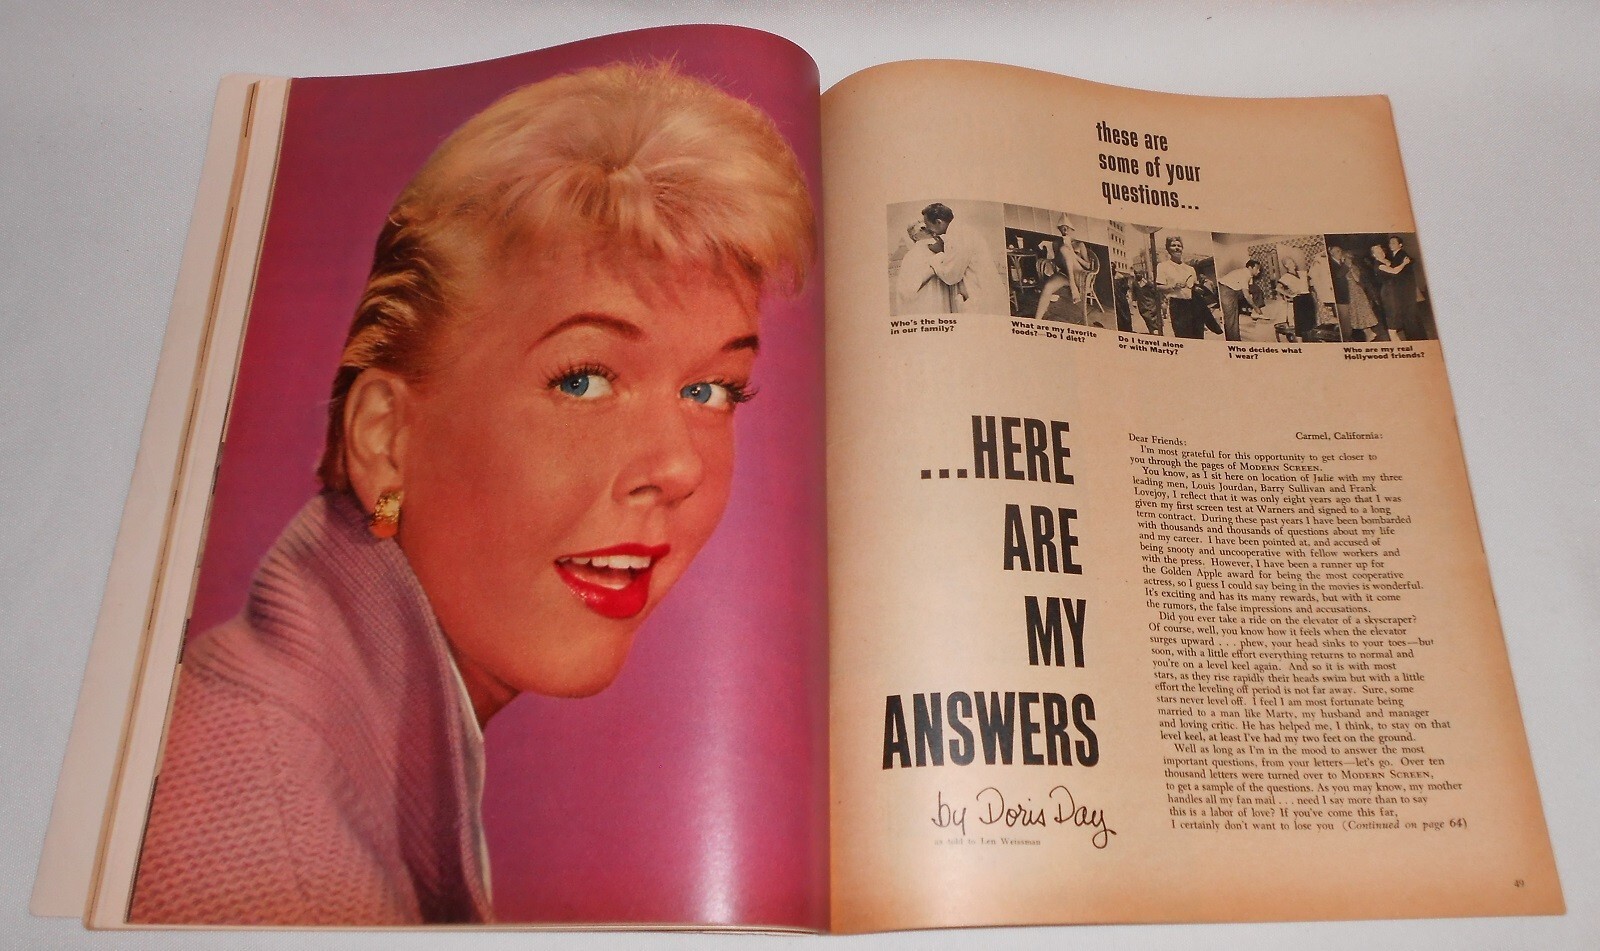 these are
some of your
questions...
Who's the boss
in our family?
What are my favorite
foods? Do I diet?
Do I travel alone
or with Marty?
Who decides what
I wear?
Who are my real
Hollywood friends?
...HERE
ARE
MY
ANSWERS
by Doris Day
as told to Len Weissman
Carmel, California:
Dear Friends:
I'm most grateful for this opportunity to get closer to
you through the pages of MODERN SCREEN.
You know, as I sit here on location of Julie with my three
leading men, Louis Jourdan, Barry Sullivan and Frank
Lovejoy, I reflect that it was only eight years ago that I was
given my first screen test at Warners and signed to a long
term contract. During these past years I have been bombarded
with thousands and thousands of questions about my life
and my career. I have been pointed at, and accused of
being snooty and uncooperative with fellow workers and
with the press. However, I have been a runner up for
the Golden Apple award for being the most cooperative
actress, so I guess I could say being in the movies is wonderful.
It's exciting and has its many rewards, but with it come
the rumors, the false impressions and accusations.
Did you ever take a ride on the elevator of a skyscraper?
Of course, well, you know how it feels when the elevator
surges upward . . . phew, your head sinks to your toes—but
soon, with a little effort everything returns to normal and
you're on a level keel again. And so it is with most
stars, as they rise rapidly their heads swim but with a little
effort the leveling off period is not far away. Sure, some
stars never level off. I feel I am most fortunate being
married to a man like Marty, my husband and manager
and loving critic. He has helped me, I think, to stay on that
level keel, at least I've had my two feet on the ground.
Well as long as I'm in the mood to answer the most
important questions, from your letters—let's go. Over ten
thousand letters were turned over to MODERN SCREEN,
to get a sample of the questions. As you may know, my mother
handles all my fan mail . . . need I say more than to say
this is a labor of love? If you've come this far,
I certainly don't want to lose you (Continued on page 64)
49